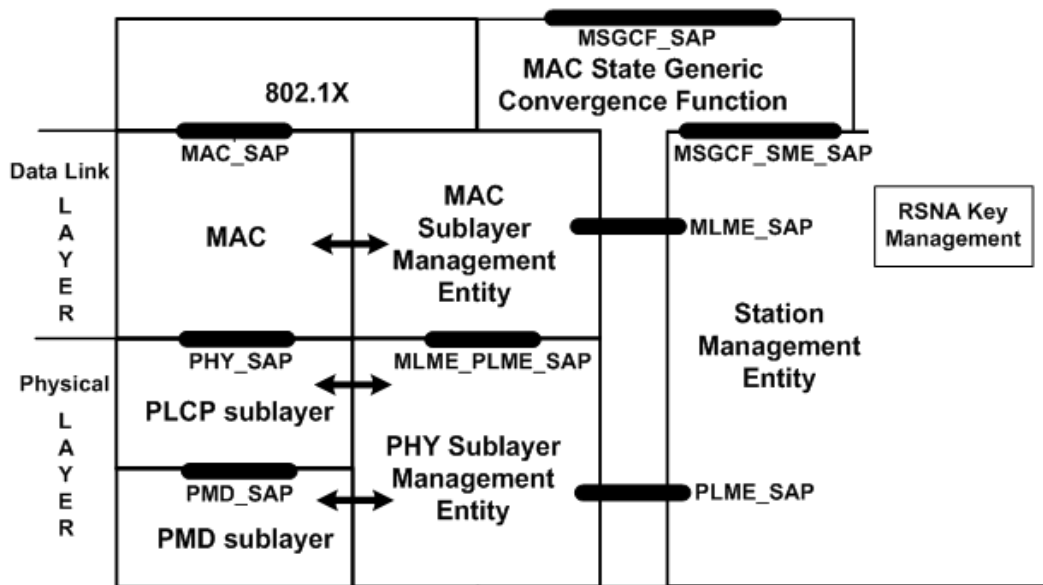 MSGCF_SAP
MAC State Generic
Convergence Function
802.1X
MAC_SAP
MSGCF_SME_SAP
Data Link
L
A
Y
E
R
MAC
MAC
Sublayer
Management
Entity
MLME_SAP
RSNA Key
Management
Station
Management
Entity
PHY_SAP
MLME_PLME_SAP
Physical
L
A
Y
E
R
PLCP sublayer
PHY Sublayer
Management
Entity
PMD_SAP
PLME_SAP
PMD sublayer